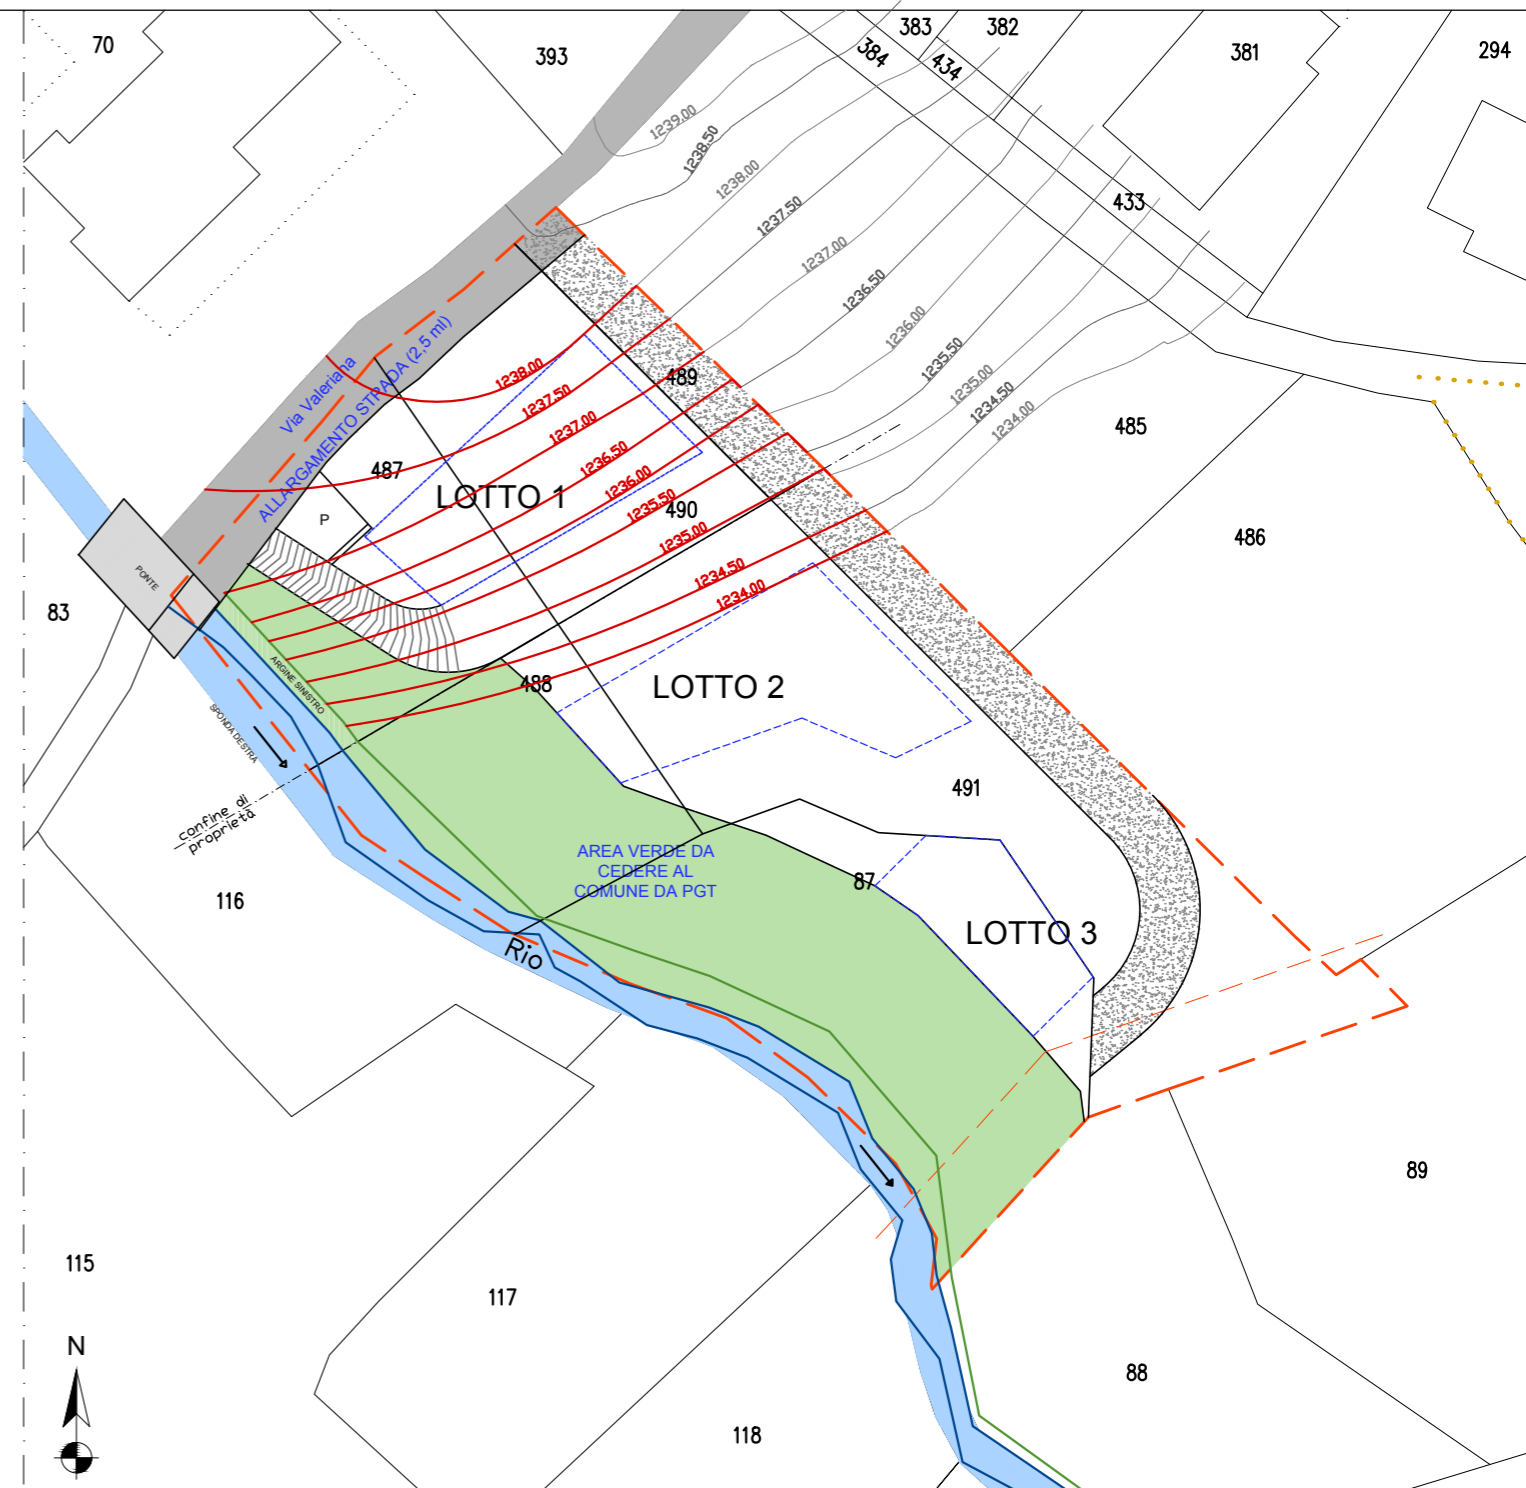 70
393
383
382
384
434
381
294
1239.00
1238.50
1238.00
1237.50
433
1237.00
1236.50
1236.00
1235.50
1235.00
1234.50
1234.00
Via Valeriana
ALLARGAMENTO STRADA (2,5 ml)
1238.00
489
1237.50
1237.00
485
487
1236.50
LOTTO 1
1236.00
1235.50
490
P
1235.00
486
PONTE
1234.50
1234.00
83
ARGINE SINISTRO
488
LOTTO 2
SPONDA DESTRA
491
confine di
proprietà
AREA VERDE DA
CEDERE AL
COMUNE DA PGT
87
116
LOTTO 3
Rio
89
115
117
N
88
118